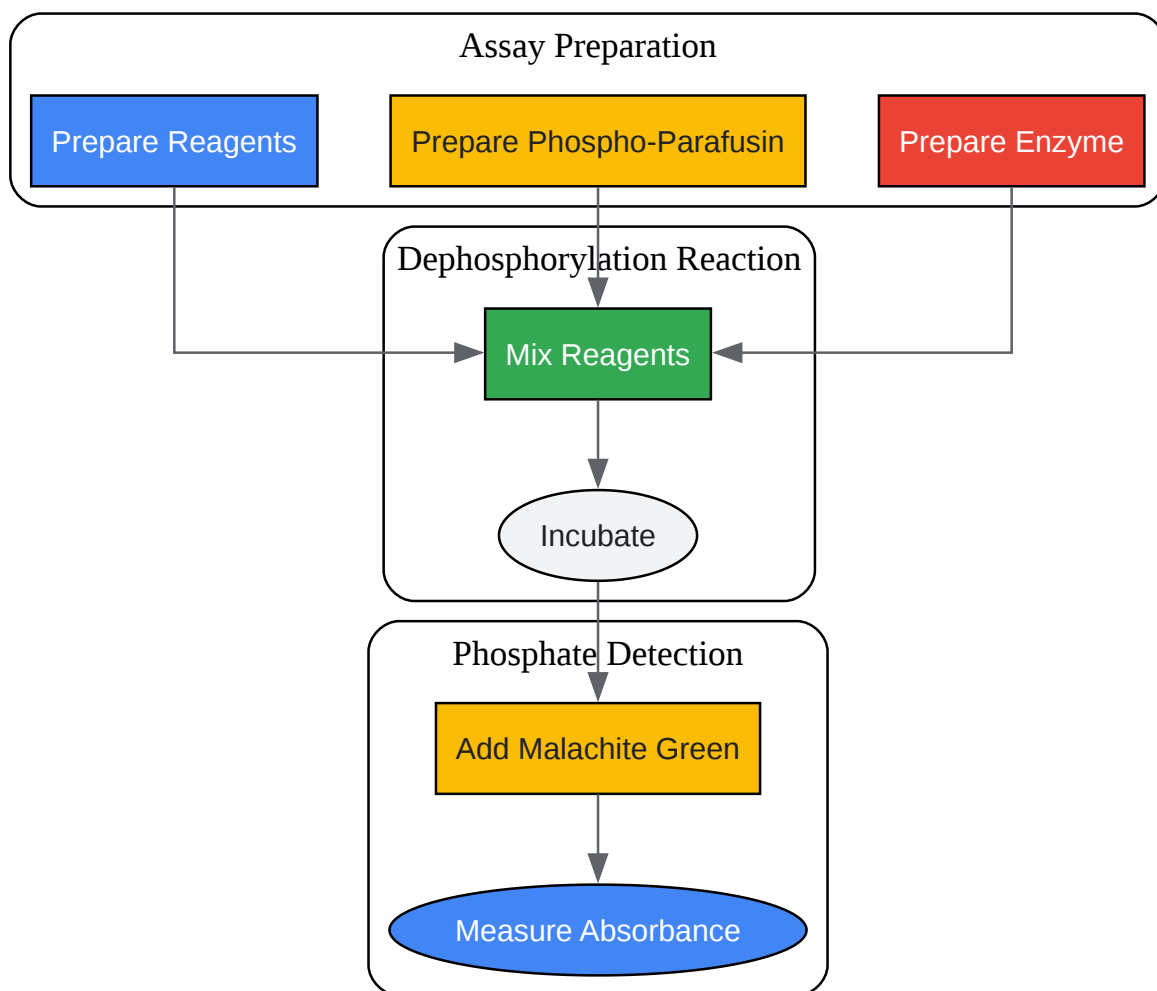 Assay Preparation
Prepare Reagents
Prepare Phospho-Parafusin
Prepare Enzyme
Dephosphorylation Reaction
Mix Reagents
Incubate
Phosphate Detection
Add Malachite Green
Measure Absorbance